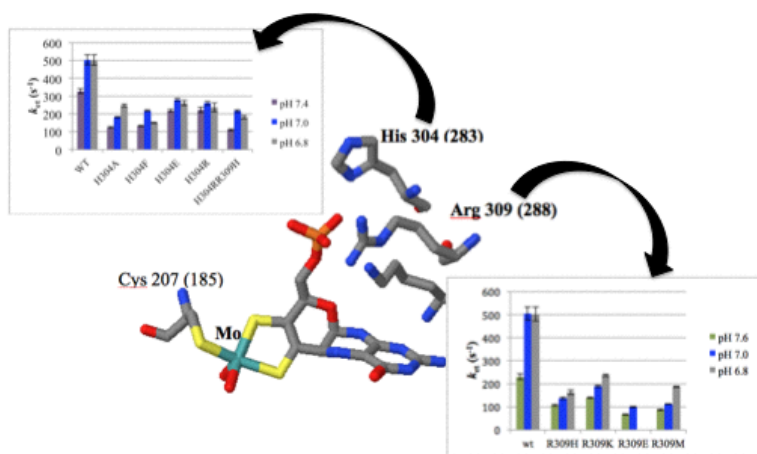 600
500
400
300
200
100
0
k_et (s⁻¹)
WT
H304A
H304F
H304E
H304R
H304RR309H
pH 7.4
pH 7.0
pH 6.8
His 304 (283)
Arg 309 (288)
Cys 207 (185)
Mo
600
500
400
300
200
100
0
k_et (s⁻¹)
wt
R309H
R309K
R309E
R309M
pH 7.6
pH 7.0
pH 6.8